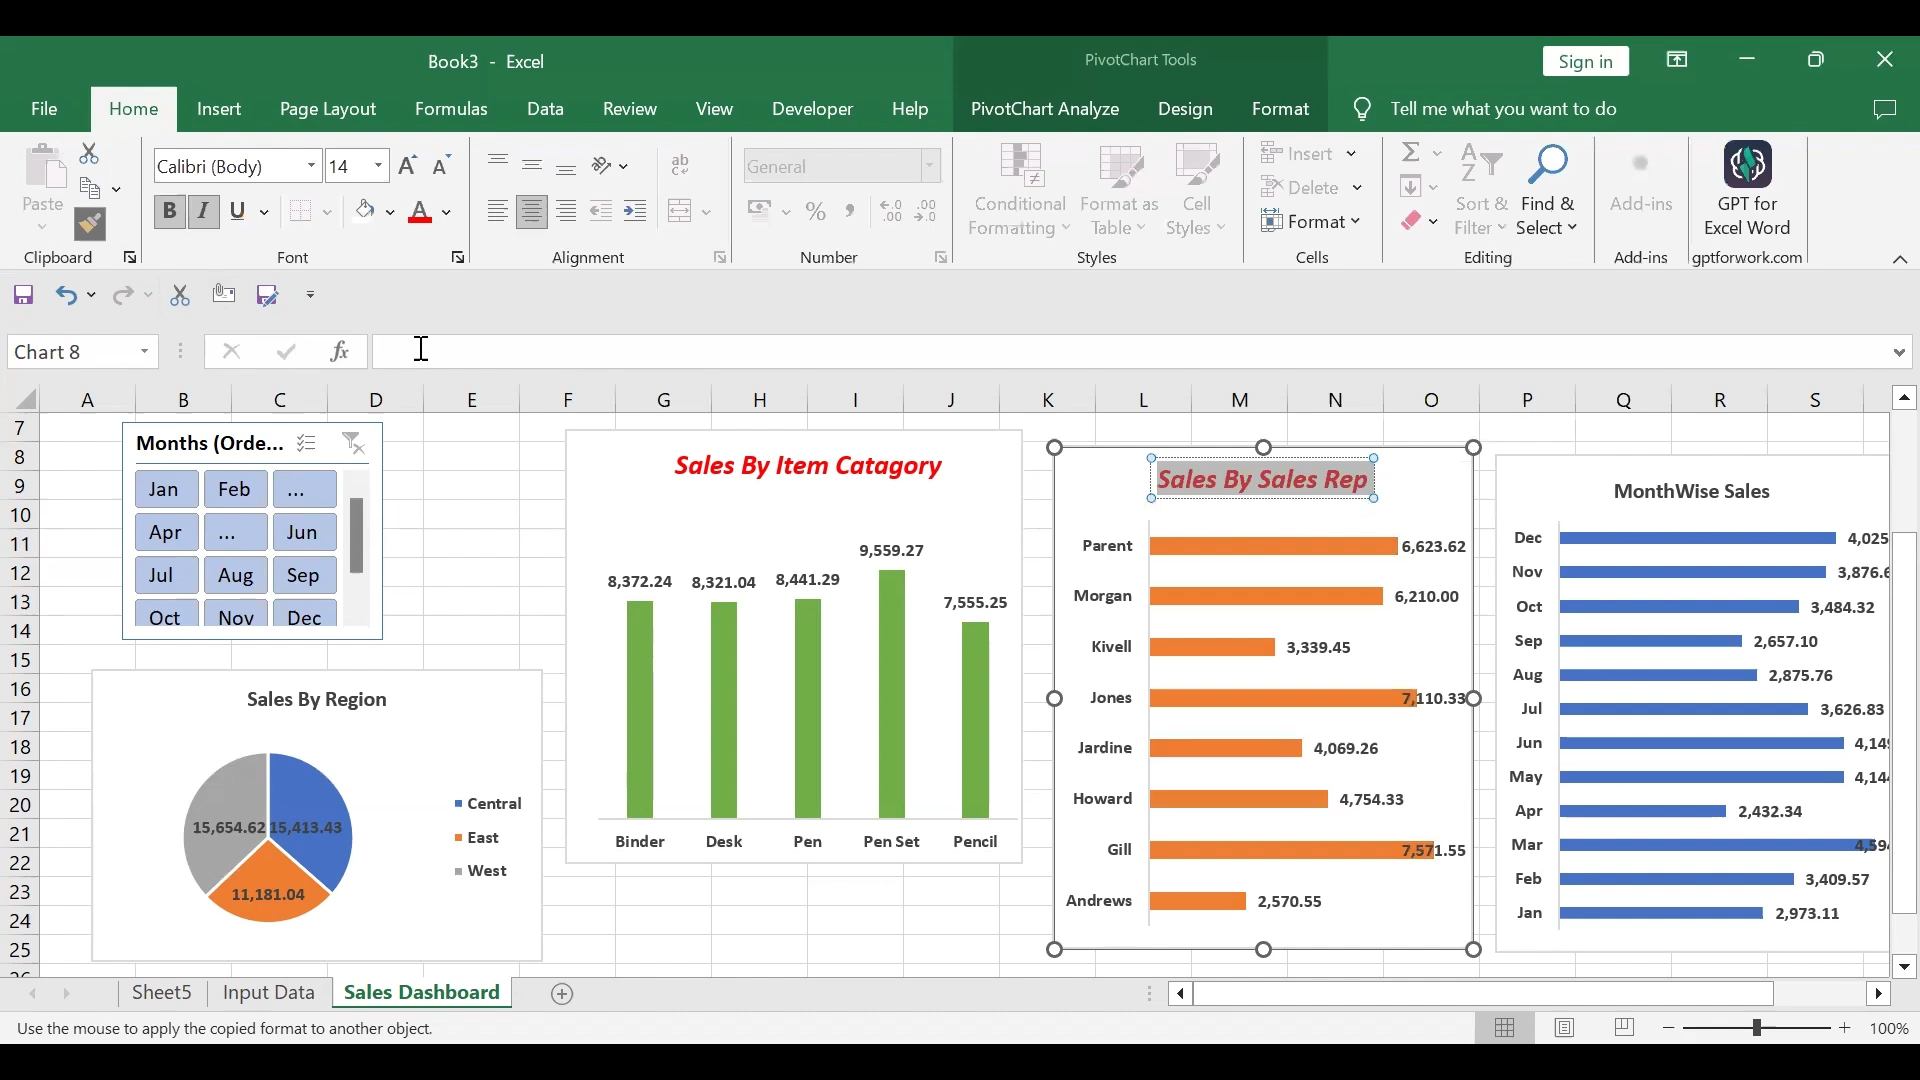 Book3 - Excel
PivotChart Tools
Sign in
File
Home
Insert
Page Layout
Formulas
Data
Review
View
Developer
Help
PivotChart Analyze
Design
Format
Tell me what you want to do
Paste
Calibri (Body)
14
General
Conditional
Formatting
Format as
Table
Cell
Styles
Insert
Delete
Format
Sort &
Filter
Find &
Select
Add-ins
GPT for
Excel Word
Clipboard
Font
Alignment
Number
Styles
Cells
Editing
Add-ins
gptforwork.com
Chart 8
fx
A B C D E F G H I J K L M N O P Q R S
7
8
9
10
11
12
13
14
15
16
17
18
19
20
21
22
23
24
25
Months (Orde...
Jan Feb ...
Apr ... Jun
Jul Aug Sep
Oct Nov Dec
Sales By Region
15,654.62
15,413.43
11,181.04
Central
East
West
Sales By Item Catagory
8,372.24
8,321.04
8,441.29
9,559.27
7,555.25
Binder
Desk
Pen
Pen Set
Pencil
Sales By Sales Rep
Parent 6,623.62
Morgan 6,210.00
Kivell 3,339.45
Jones 7,110.33
Jardine 4,069.26
Howard 4,754.33
Gill 7,571.55
Andrews 2,570.55
MonthWise Sales
Dec 4,025
Nov 3,876.6
Oct 3,484.32
Sep 2,657.10
Aug 2,875.76
Jul 3,626.83
Jun 4,149
May 4,144
Apr 2,432.34
Mar 4,594
Feb 3,409.57
Jan 2,973.11
Sheet5
Input Data
Sales Dashboard
Use the mouse to apply the copied format to another object.
100%